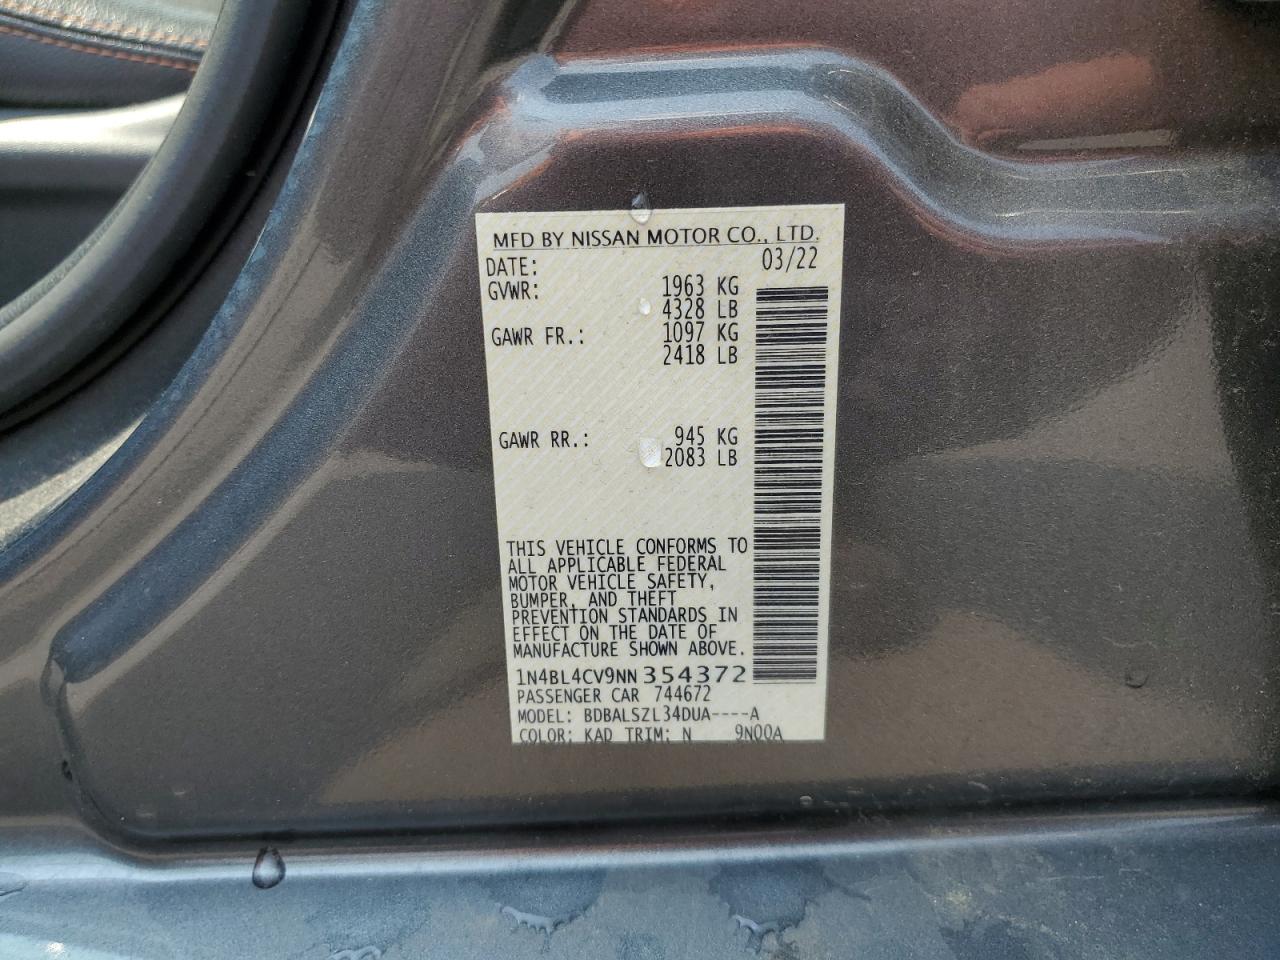 MFD BY NISSAN MOTOR CO., LTD.
DATE: 03/22
GVWR: 1963 KG
4328 LB
GAWR FR.: 1097 KG
2418 LB
GAWR RR.: 945 KG
2083 LB
THIS VEHICLE CONFORMS TO
ALL APPLICABLE FEDERAL
MOTOR VEHICLE SAFETY,
BUMPER, AND THEFT
PREVENTION STANDARDS IN
EFFECT ON THE DATE OF
MANUFACTURE SHOWN ABOVE.
1N4BL4CV9NN354372
PASSENGER CAR 744672
MODEL: BDBALSZL34DUA----A
COLOR: KAD TRIM: N 9N00A